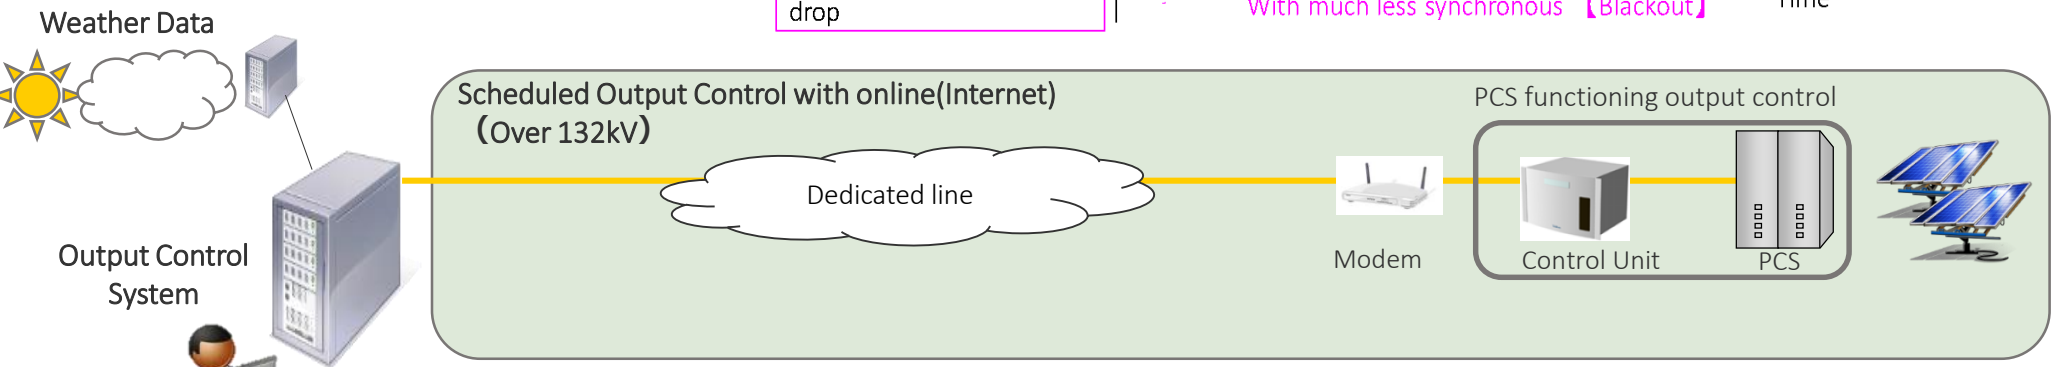 drop
With much less synchronous 【Blackout】
Time
Weather Data
Scheduled Output Control with online(Internet)
（Over 132kV）
PCS functioning output control
Dedicated line
Output Control
System
Modem
Control Unit
PCS